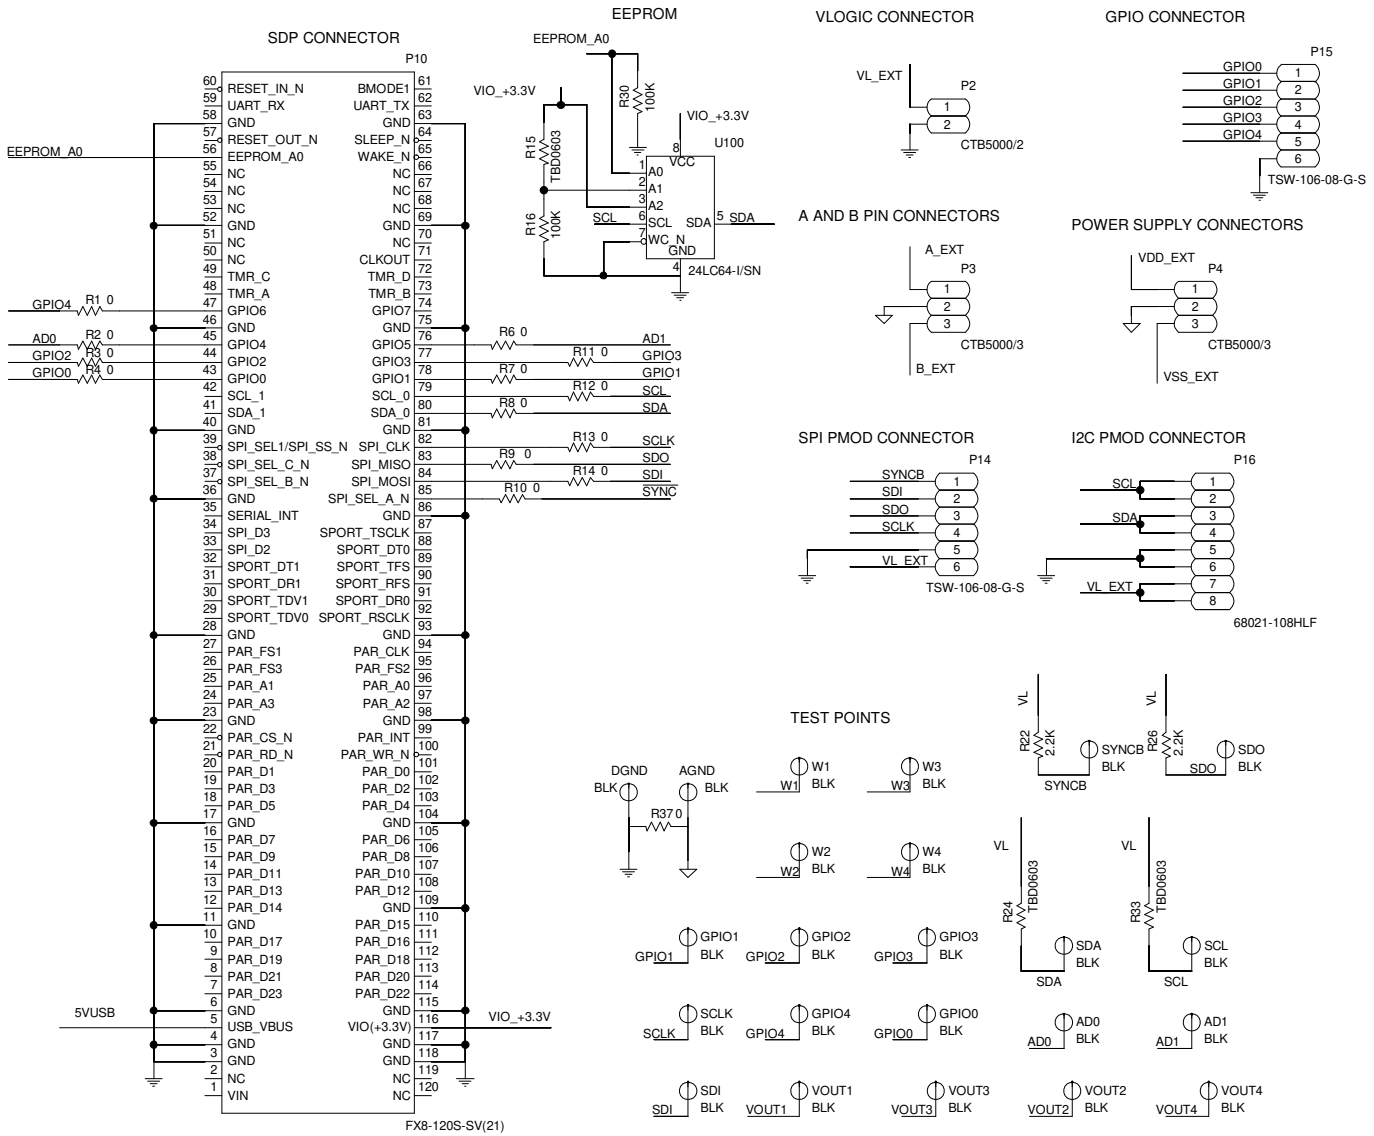 SDP CONNECTOR
P10
60 RESET_IN_N BMODE1 61
59 UART_RX UART_TX 62
58 GND GND 63
57 RESET_OUT_N SLEEP_N 64
EEPROM_A0 56 EEPROM_A0 WAKE_N 65
55 NC NC 66
54 NC NC 67
53 NC NC 68
52 GND GND 69
51 NC NC 70
50 NC CLKOUT 71
49 TMR_C TMR_D 72
48 TMR_A TMR_B 73
GPIO4 R1 0 47 GPIO6 GPIO7 74
46 GND GND 75
AD0 R2 0 45 GPIO4 GPIO5 76 R6 0 AD1
GPIO2 R3 0 44 GPIO2 GPIO3 77 R11 0 GPIO3
GPIO0 R4 0 43 GPIO0 GPIO1 78 R7 0 GPIO1
42 SCL_1 SCL_0 79 R12 0 SCL
41 SDA_1 SDA_0 80 R8 0 SDA
40 GND GND 81
39 SPI_SEL1/SPI_SS_N SPI_CLK 82 R13 0 SCLK
38 SPI_SEL_C_N SPI_MISO 83 R9 0 SDO
37 SPI_SEL_B_N SPI_MOSI 84 R14 0 SDI
36 GND SPI_SEL_A_N 85 R10 0 SYNC
35 SERIAL_INT GND 86
34 SPI_D3 SPORT_TSCLK 87
33 SPI_D2 SPORT_DT0 88
32 SPORT_DT1 SPORT_TFS 89
31 SPORT_DR1 SPORT_RFS 90
30 SPORT_TDV1 SPORT_DR0 91
29 SPORT_TDV0 SPORT_RSCLK 92
28 GND GND 93
27 PAR_FS1 PAR_CLK 94
26 PAR_FS3 PAR_FS2 95
25 PAR_A1 PAR_A0 96
24 PAR_A3 PAR_A2 97
23 GND GND 98
22 PAR_CS_N PAR_INT 99
21 PAR_RD_N PAR_WR_N 100
20 PAR_D1 PAR_D0 101
19 PAR_D3 PAR_D2 102
18 PAR_D5 PAR_D4 103
17 GND GND 104
16 PAR_D7 PAR_D6 105
15 PAR_D9 PAR_D8 106
14 PAR_D11 PAR_D10 107
13 PAR_D13 PAR_D12 108
12 PAR_D14 GND 109
11 GND PAR_D15 110
10 PAR_D17 PAR_D16 111
9 PAR_D19 PAR_D18 112
8 PAR_D21 PAR_D20 113
7 PAR_D23 PAR_D22 114
6 GND GND 115
5VUSB 5 USB_VBUS VIO(+3.3V) 116 VIO_+3.3V
4 GND GND 117
3 GND GND 118
2 NC NC 119
1 VIN NC 120
FX8-120S-SV(21)
EEPROM
EEPROM_A0
VIO_+3.3V
R30 100K
VIO_+3.3V
R15 TBD0603
R16 100K
U100
8 VCC
1 A0
2 A1
3 A2
SCL 6 SCL SDA 5 SDA
7 WC_N
GND
4 24LC64-I/SN
VLOGIC CONNECTOR
VL_EXT
P2
1
2
CTB5000/2
GPIO CONNECTOR
P15
GPIO0 1
GPIO1 2
GPIO2 3
GPIO3 4
GPIO4 5
6
TSW-106-08-G-S
A AND B PIN CONNECTORS
A_EXT
P3
1
2
3
CTB5000/3
B_EXT
POWER SUPPLY CONNECTORS
VDD_EXT
P4
1
2
3
CTB5000/3
VSS_EXT
SPI PMOD CONNECTOR
P14
SYNCB 1
SDI 2
SDO 3
SCLK 4
5
VL_EXT 6
TSW-106-08-G-S
I2C PMOD CONNECTOR
P16
SCL 1
2
SDA 3
4
5
6
VL_EXT 7
8
68021-108HLF
TEST POINTS
DGND BLK
AGND BLK
R37 0
W1 W1 BLK
W3 W3 BLK
W2 W2 BLK
W4 W4 BLK
VL R22 2.2K SYNCB BLK
SYNCB
VL R26 2.2K SDO BLK
SDO
VL R24 TBD0603 SDA BLK
SDA
VL R33 TBD0603 SCL BLK
SCL
GPIO1 GPIO1 BLK
GPIO2 GPIO2 BLK
GPIO3 GPIO3 BLK
SCLK SCLK BLK
GPIO4 GPIO4 BLK
GPIO0 GPIO0 BLK
AD0 AD0 BLK
AD1 AD1 BLK
SDI SDI BLK
VOUT1 VOUT1 BLK
VOUT3 VOUT3 BLK
VOUT2 VOUT2 BLK
VOUT4 VOUT4 BLK